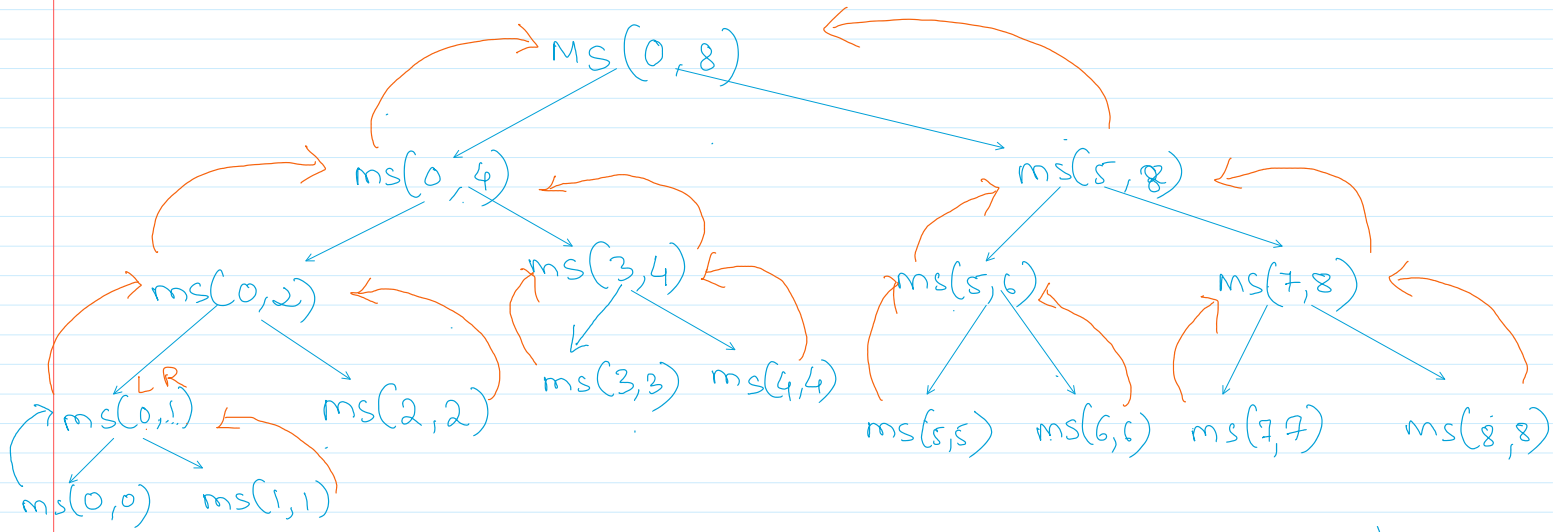 MS(0,8)
ms(0,4) ms(5,8)
ms(0,2) ms(3,4) ms(5,6) ms(7,8)
L R
ms(0,1) ms(2,2) ms(3,3) ms(4,4) ms(5,5) ms(6,6) ms(7,7) ms(8,8)
ms(0,0) ms(1,1)